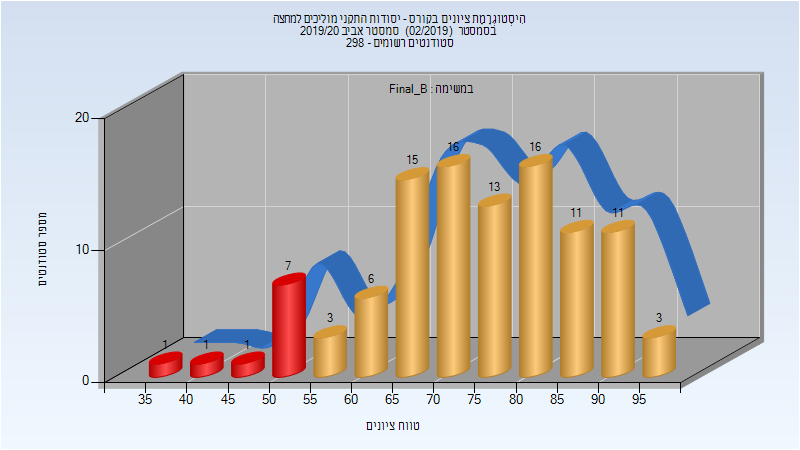 היסטוגרמת ציונים בקורס - יסודות התקני מוליכים למחצה
בסמסטר (02/2019) סמסטר אביב 2019/20
סטודנטים רשומים - 298
במשימה : Final_B
מספר סטודנטים
20
10
0
1
1
1
7
3
6
15
16
13
16
11
11
3
35 40 45 50 55 60 65 70 75 80 85 90 95
טווח ציונים